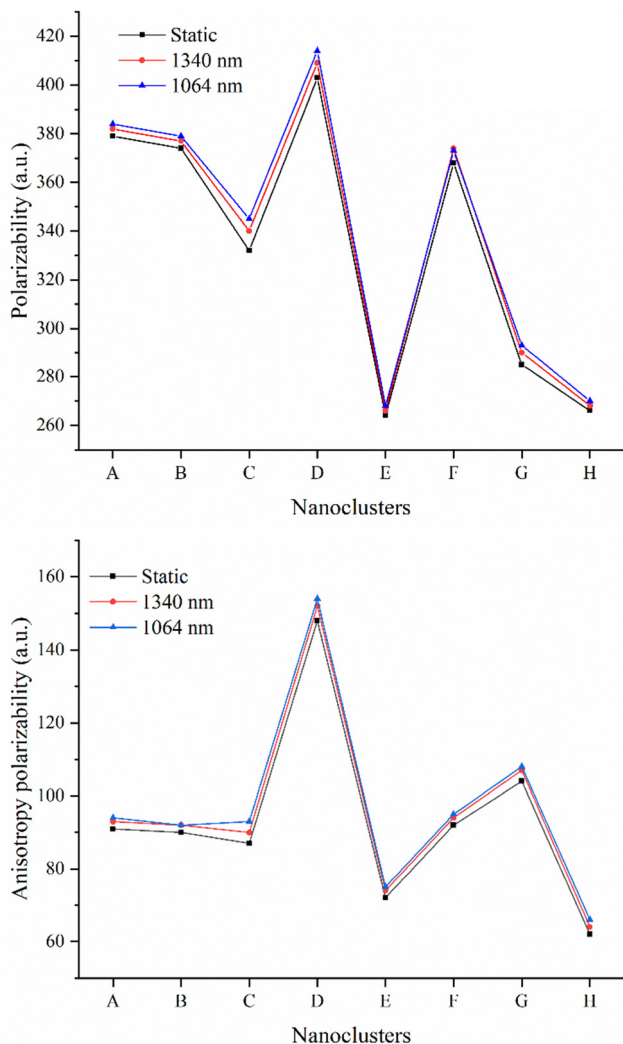 Static
1340 nm
1064 nm
Polarizability (a.u.)
420
400
380
360
340
320
300
280
260
A B C D E F G H
Nanoclusters
Static
1340 nm
1064 nm
Anisotropy polarizability (a.u.)
160
140
120
100
80
60
A B C D E F G H
Nanoclusters